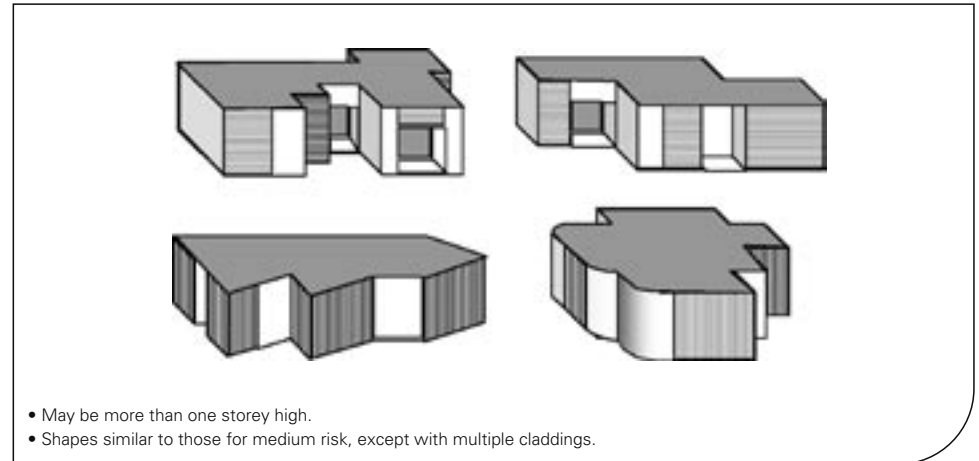 • May be more than one storey high.
• Shapes similar to those for medium risk, except with multiple claddings.